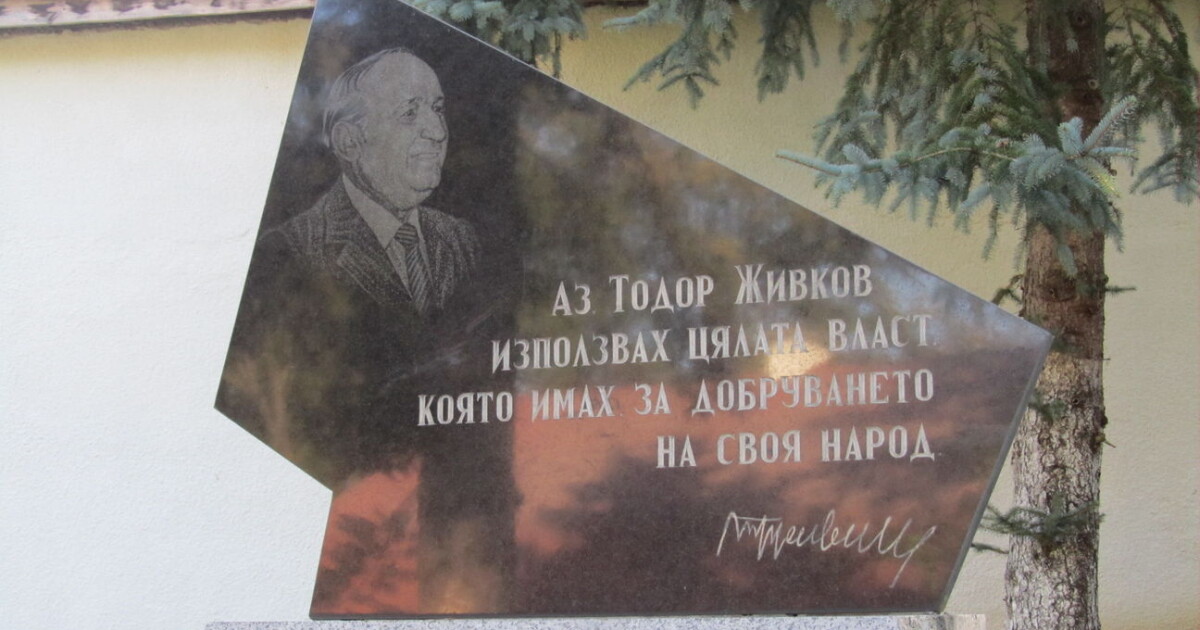 Аз, Тодор Живков
използвах цялата власт,
която имах, за добруването
на своя народ.